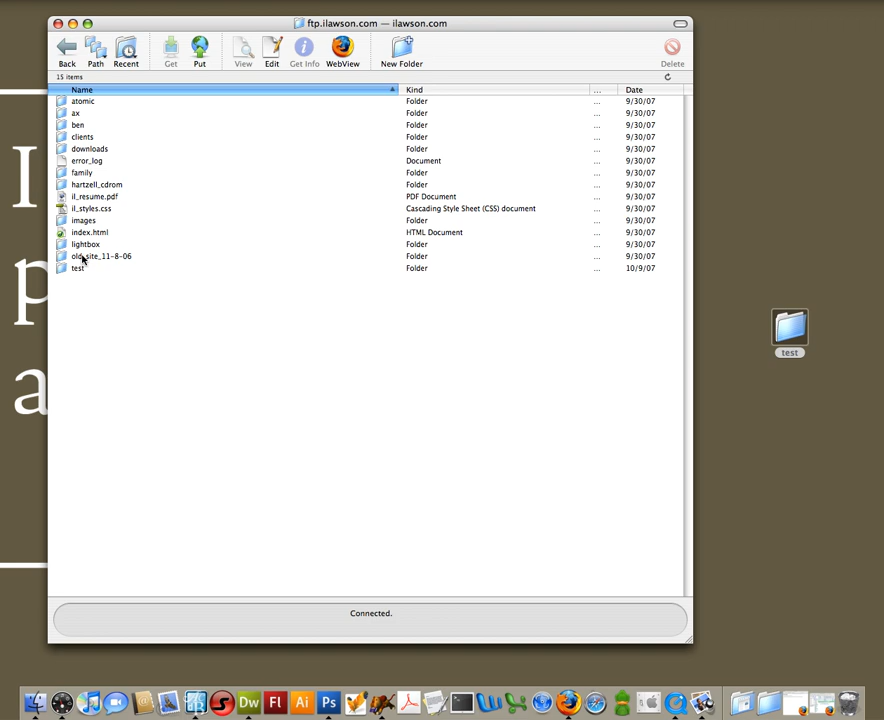 ftp.ilawson.com — ilawson.com
Back Path Recent Get Put View Edit Get Info WebView New Folder Delete
15 items
Name Kind ... Date
atomic Folder ... 9/30/07
ax Folder ... 9/30/07
ben Folder ... 9/30/07
clients Folder ... 9/30/07
downloads Folder ... 9/30/07
error_log Document ... 9/30/07
family Folder ... 9/30/07
hartzell_cdrom Folder ... 9/30/07
il_resume.pdf PDF Document ... 9/30/07
il_styles.css Cascading Style Sheet (CSS) document ... 9/30/07
images Folder ... 9/30/07
index.html HTML Document ... 9/30/07
lightbox Folder ... 9/30/07
old_site_11-8-06 Folder ... 9/30/07
test Folder ... 10/9/07
I
p
a
test
Connected.
Dw Fl Ai Ps